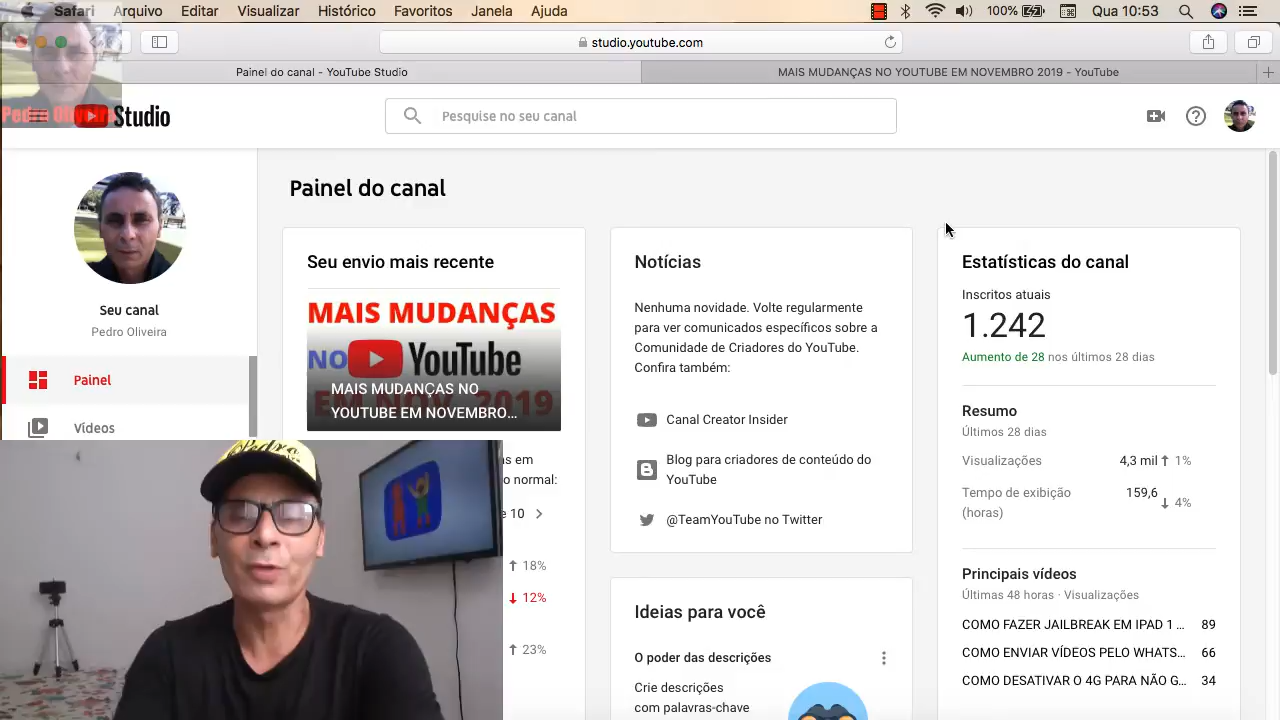 Safari Arquivo Editar Visualizar Histórico Favoritos Janela Ajuda 100% Qua 10:53
studio.youtube.com
Painel do canal - YouTube Studio MAIS MUDANÇAS NO YOUTUBE EM NOVEMBRO 2019 - YouTube
Pedro Oliveira
Studio
Pesquise no seu canal
Seu canal
Pedro Oliveira
Painel
Vídeos
Painel do canal
Seu envio mais recente
MAIS MUDANÇAS
NO YouTube
EM NOV. 2019
MAIS MUDANÇAS NO
YOUTUBE EM NOVEMBRO...
as em
o normal:
e 10
18%
12%
23%
Notícias
Nenhuma novidade. Volte regularmente
para ver comunicados específicos sobre a
Comunidade de Criadores do YouTube.
Confira também:
Canal Creator Insider
Blog para criadores de conteúdo do
YouTube
@TeamYouTube no Twitter
Ideias para você
O poder das descrições
Crie descrições
com palavras-chave
Estatísticas do canal
Inscritos atuais
1.242
Aumento de 28 nos últimos 28 dias
Resumo
Últimos 28 dias
Visualizações 4,3 mil 1%
Tempo de exibição 159,6 4%
(horas)
Principais vídeos
Últimas 48 horas · Visualizações
COMO FAZER JAILBREAK EM IPAD 1 ... 89
COMO ENVIAR VÍDEOS PELO WHATS... 66
COMO DESATIVAR O 4G PARA NÃO G... 34
Pedro